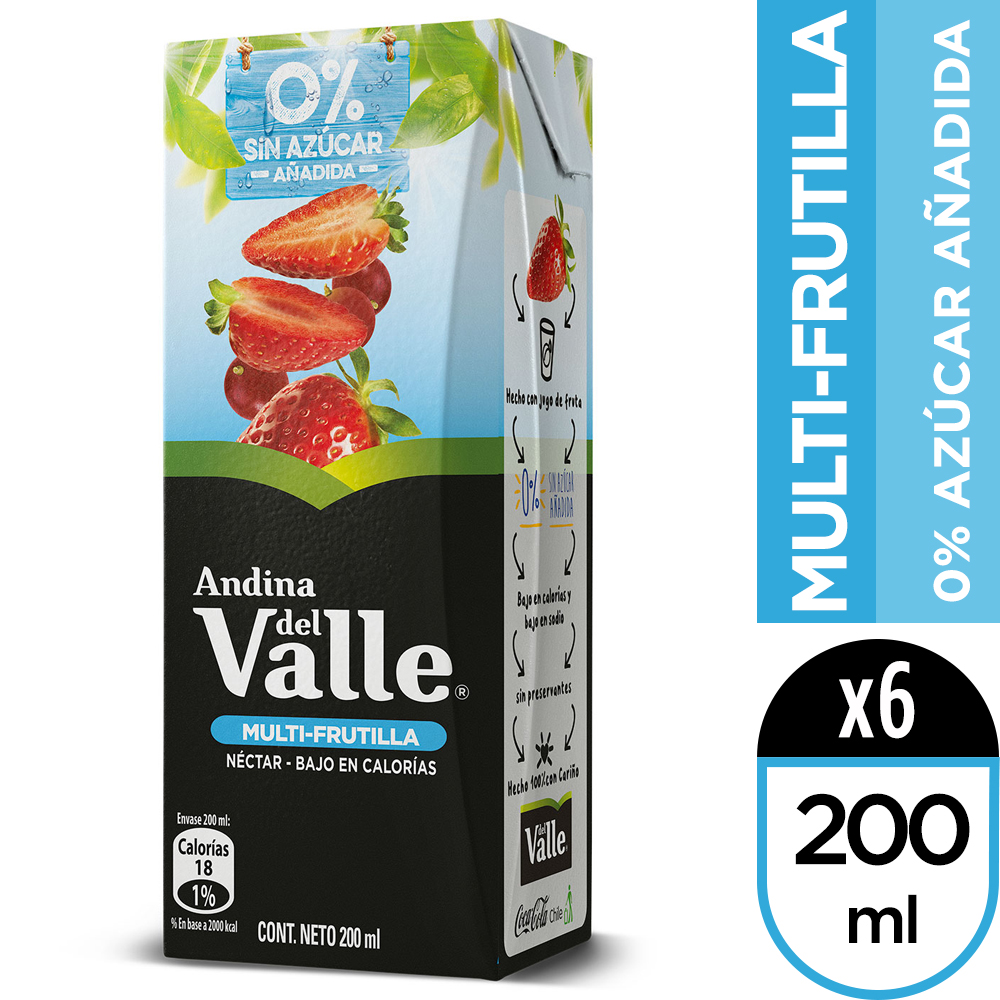 0%
SIN AZÚCAR
AÑADIDA
Andina
del
Valle®
MULTI-FRUTILLA
NÉCTAR - BAJO EN CALORÍAS
Envase 200 ml:
Calorías
18
1%
% En base a 2000 kcal
CONT. NETO 200 ml
Hecho con jugo de fruta
0%
SIN AZÚCAR
AÑADIDA
Bajo en calorías y
bajo en sodio
sin preservantes
Hecho 100% con Cariño
del
Valle
Coca-Cola Chile
MULTI-FRUTILLA
0% AZÚCAR AÑADIDA
x6
200
ml